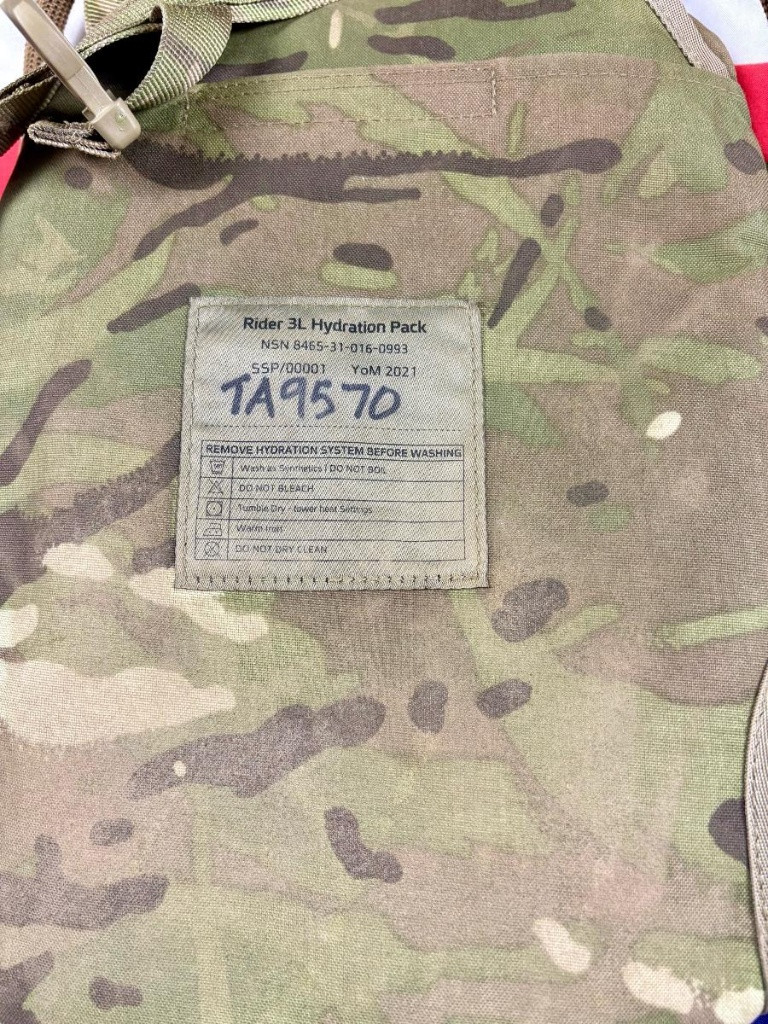 Rider 3L Hydration Pack
NSN 8465-31-016-0993
SSP/00001 YoM 2021
TA9570
REMOVE HYDRATION SYSTEM BEFORE WASHING
Wash as Synthetics / DO NOT BOIL
DO NOT BLEACH
Tumble Dry - lower heat Settings
Warm Iron
DO NOT DRY CLEAN